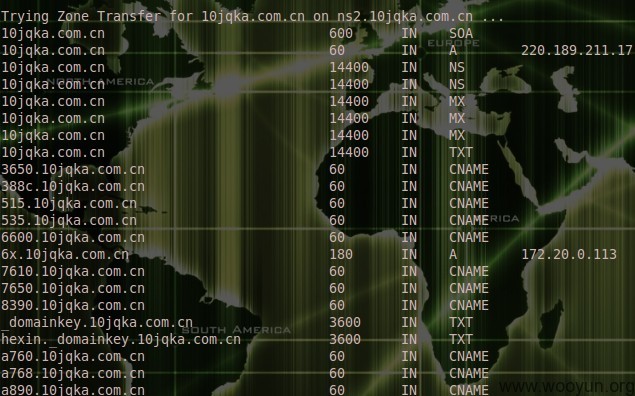 Trying Zone Transfer for 10jqka.com.cn on ns2.10jqka.com.cn ...
10jqka.com.cn 600 IN SOA
EUROPE
10jqka.com.cn 60 IN A 220.189.211.17
10jqka.com.cn 14400 IN NS
NORTH AMERICA
10jqka.com.cn 14400 IN NS
10jqka.com.cn 14400 IN MX
10jqka.com.cn 14400 IN MX
10jqka.com.cn 14400 IN MX
10jqka.com.cn 14400 IN TXT
3650.10jqka.com.cn 60 IN CNAME
388c.10jqka.com.cn 60 IN CNAME
515.10jqka.com.cn 60 IN CNAME
535.10jqka.com.cn 60 IN CNAME
AFRICA
6600.10jqka.com.cn 60 IN CNAME
6x.10jqka.com.cn 180 IN A 172.20.0.113
7610.10jqka.com.cn 60 IN CNAME
7650.10jqka.com.cn 60 IN CNAME
8390.10jqka.com.cn 60 IN CNAME
_domainkey.10jqka.com.cn 3600 IN TXT
SOUTH AMERICA
hexin._domainkey.10jqka.com.cn 3600 IN TXT
a760.10jqka.com.cn 60 IN CNAME
a768.10jqka.com.cn 60 IN CNAME
a890.10jqka.com.cn 60 IN CNAME
www.wooyun.org